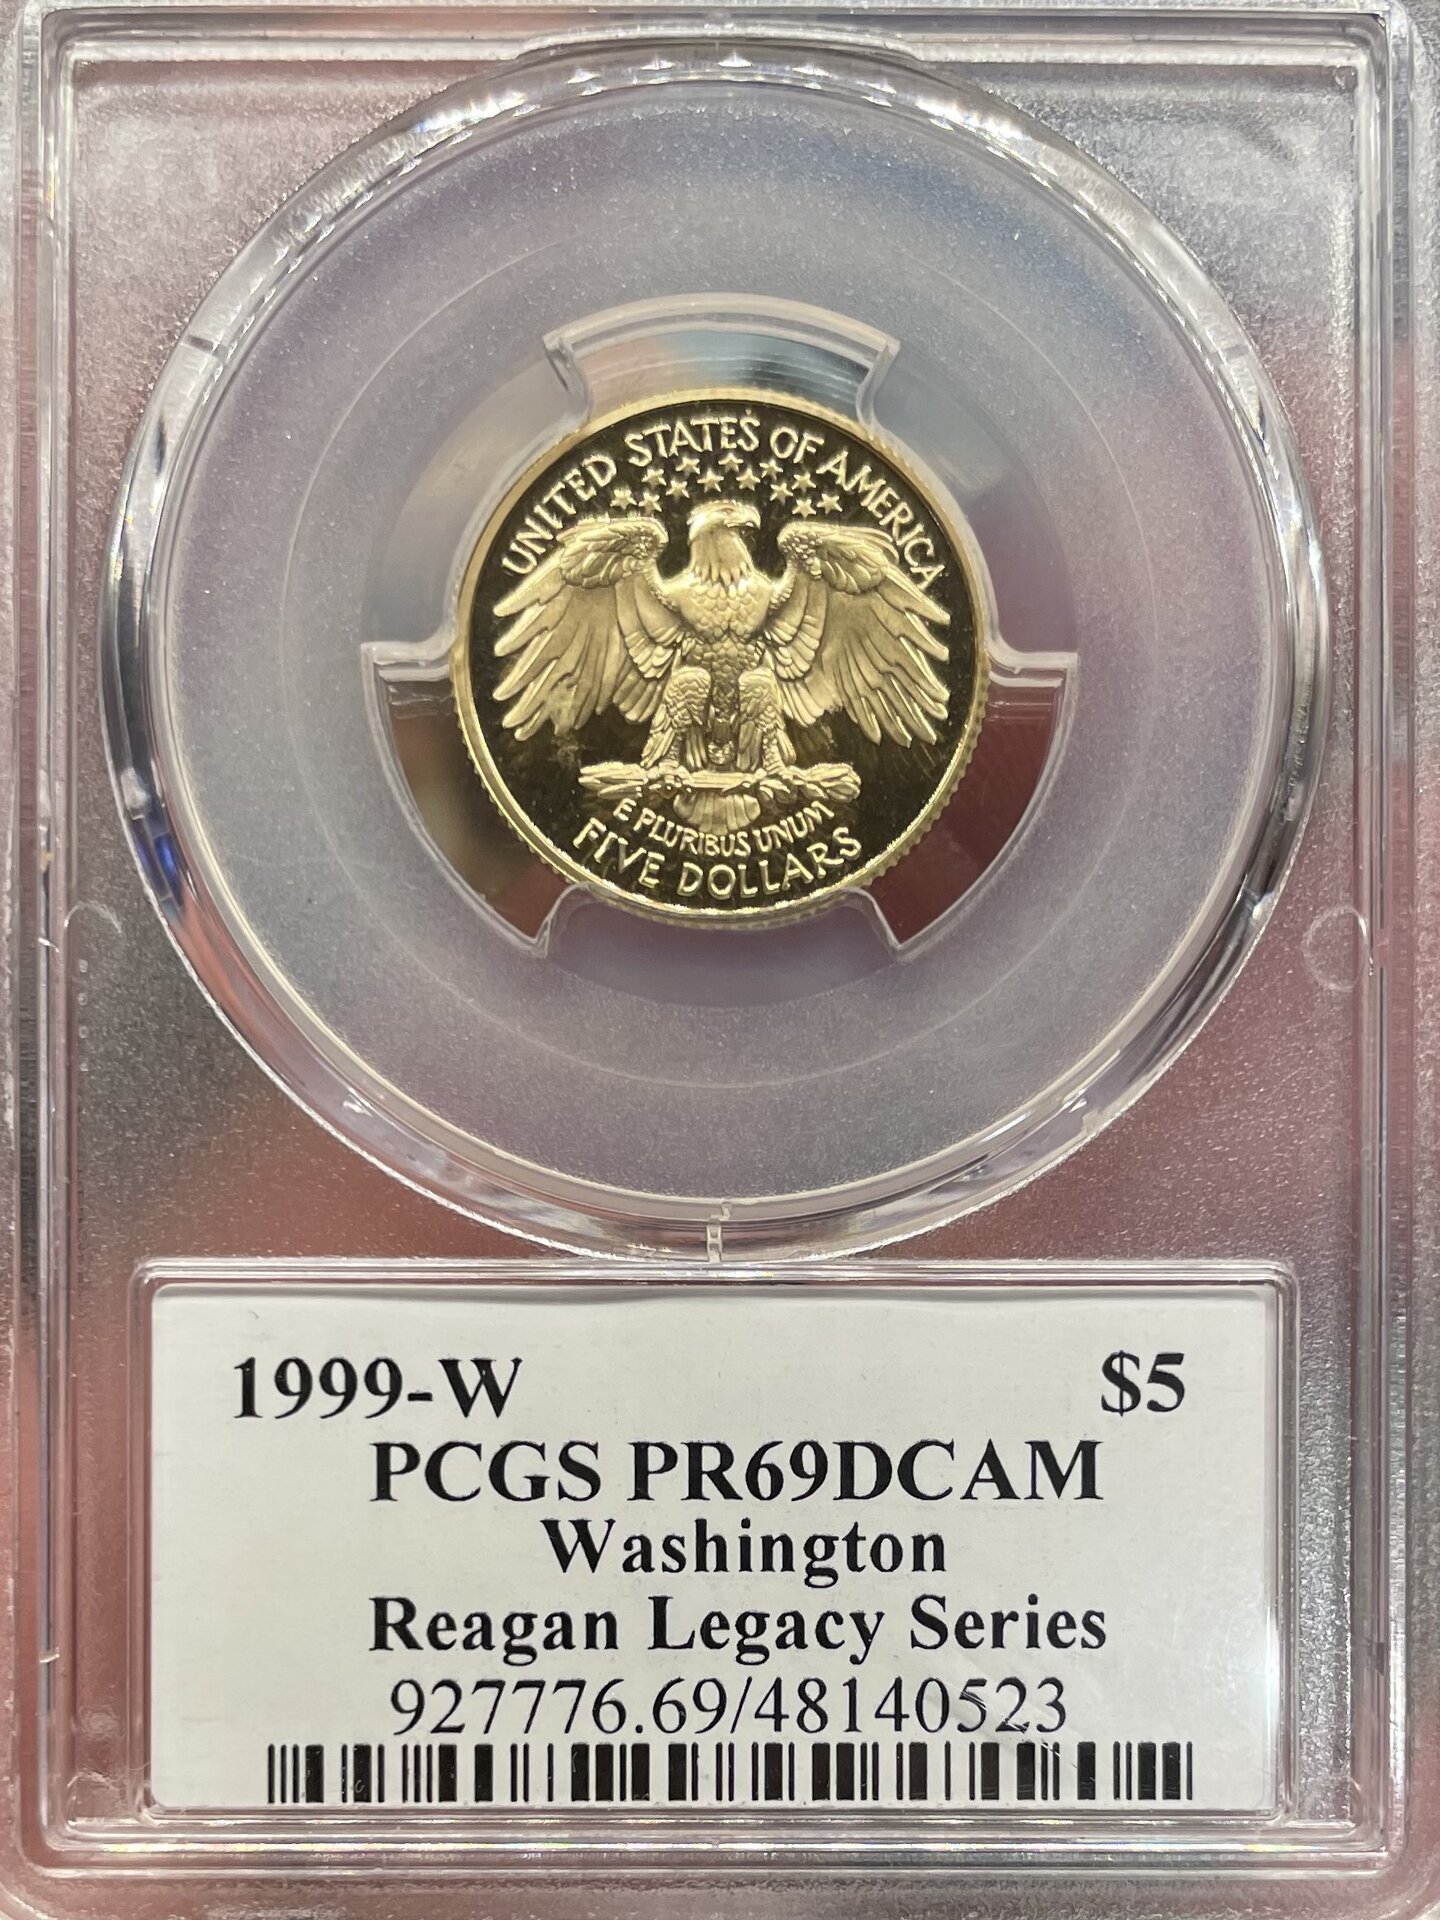 UNITED STATES OF AMERICA
E PLURIBUS UNUM
FIVE DOLLARS
1999-W $5
PCGS PR69DCAM
Washington
Reagan Legacy Series
927776.69/48140523